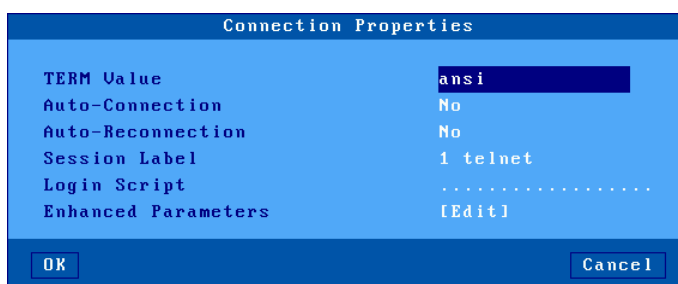 Connection Properties
TERM Value ansi
Auto-Connection No
Auto-Reconnection No
Session Label 1 telnet
Login Script ..................
Enhanced Parameters [Edit]
OK Cancel